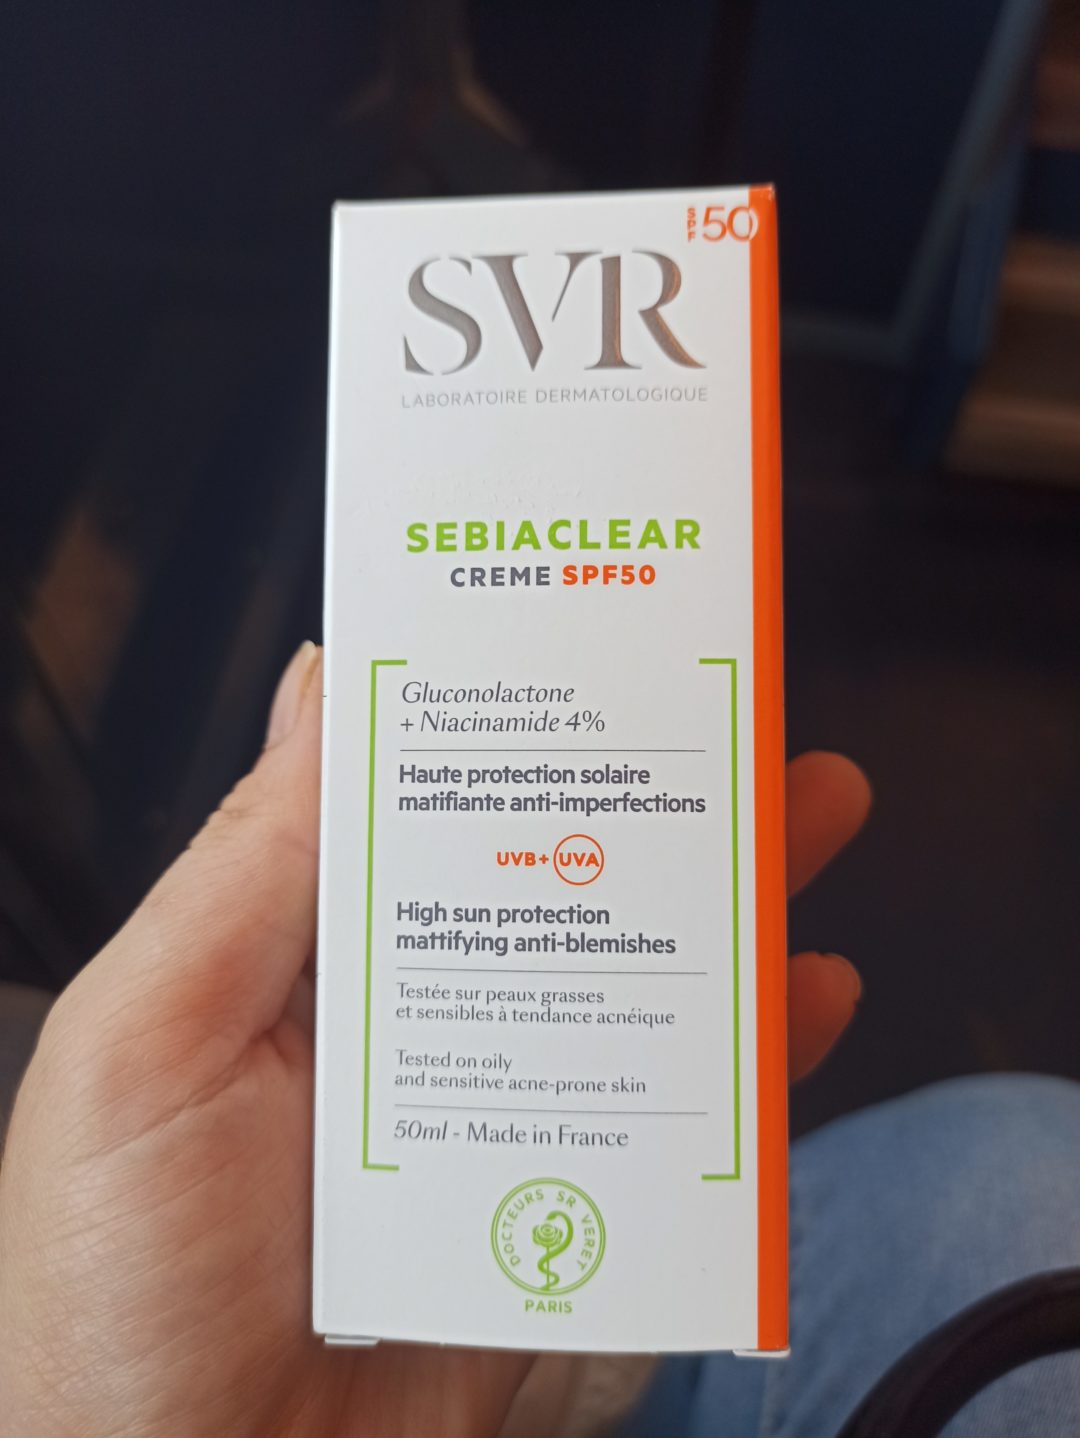 SPF 50
SVR
LABORATOIRE DERMATOLOGIQUE
SEBIACLEAR
CREME SPF50
Gluconolactone
+ Niacinamide 4%
Haute protection solaire
matifiante anti-imperfections
UVB+ UVA
High sun protection
mattifying anti-blemishes
Testée sur peaux grasses
et sensibles à tendance acnéique
Tested on oily
and sensitive acne-prone skin
50ml - Made in France
DOCTEURS SR VERET
PARIS